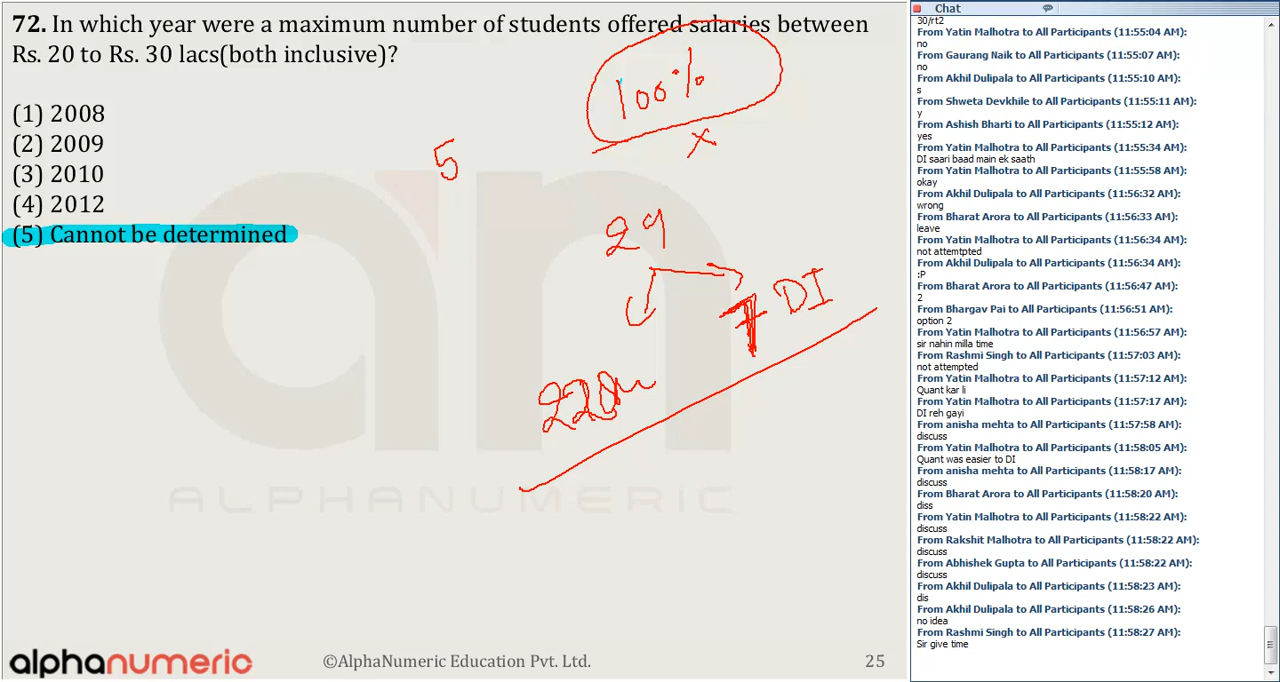 72. In which year were a maximum number of students offered salaries between
Rs. 20 to Rs. 30 lacs(both inclusive)?
(1) 2008
(2) 2009
(3) 2010
(4) 2012
(5) Cannot be determined
100%
x
5
29
7 DI
ALPHANUMERIC
alphanumeric
©AlphaNumeric Education Pvt. Ltd.
25
Chat
30/rt2
From Yatin Malhotra to All Participants (11:55:04 AM):
no
From Gaurang Naik to All Participants (11:55:07 AM):
no
From Akhil Dulipala to All Participants (11:55:10 AM):
s
From Shweta Devkhile to All Participants (11:55:11 AM):
y
From Ashish Bharti to All Participants (11:55:12 AM):
yes
From Yatin Malhotra to All Participants (11:55:34 AM):
DI saari baad main ek saath
From Yatin Malhotra to All Participants (11:55:58 AM):
okay
From Akhil Dulipala to All Participants (11:56:32 AM):
wrong
From Bharat Arora to All Participants (11:56:33 AM):
leave
From Yatin Malhotra to All Participants (11:56:34 AM):
not attemtpted
From Akhil Dulipala to All Participants (11:56:34 AM):
:P
From Bharat Arora to All Participants (11:56:47 AM):
2
From Bhargav Pai to All Participants (11:56:51 AM):
option 2
From Yatin Malhotra to All Participants (11:56:57 AM):
sir nahin milla time
From Rashmi Singh to All Participants (11:57:03 AM):
not attempted
From Yatin Malhotra to All Participants (11:57:12 AM):
Quant kar li
From Yatin Malhotra to All Participants (11:57:17 AM):
DI reh gayi
From anisha mehta to All Participants (11:57:58 AM):
discuss
From Yatin Malhotra to All Participants (11:58:05 AM):
Quant was easier to DI
From anisha mehta to All Participants (11:58:17 AM):
discuss
From Bharat Arora to All Participants (11:58:20 AM):
diss
From Yatin Malhotra to All Participants (11:58:22 AM):
discuss
From Rakshit Malhotra to All Participants (11:58:22 AM):
discuss
From Abhishek Gupta to All Participants (11:58:22 AM):
discuss
From Akhil Dulipala to All Participants (11:58:23 AM):
dis
From Akhil Dulipala to All Participants (11:58:26 AM):
no idea
From Rashmi Singh to All Participants (11:58:27 AM):
Sir give time